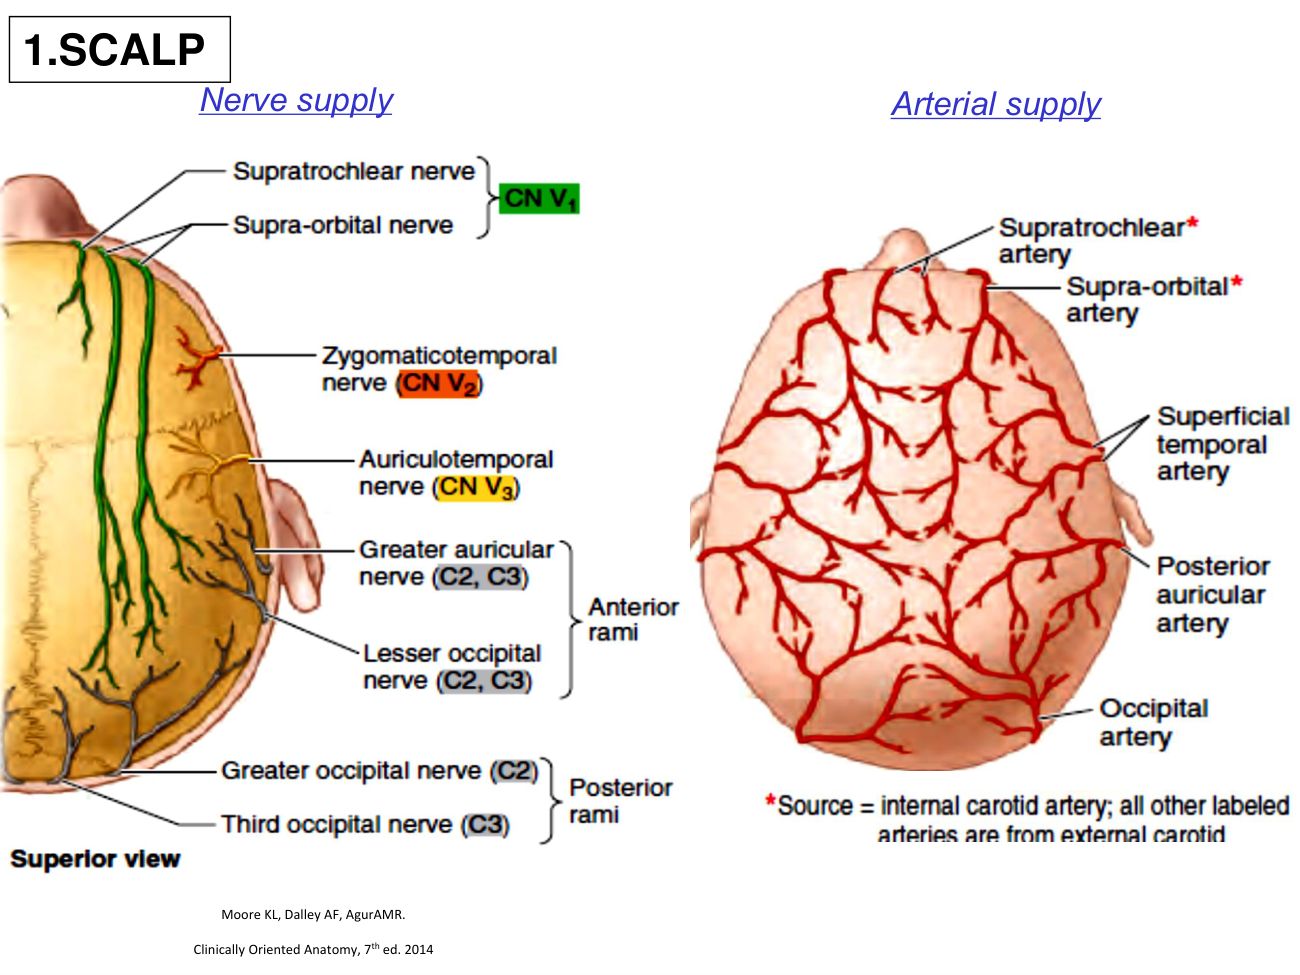 1.SCALP
Nerve supply
Supratrochlear nerve
CN V1
Supra-orbital nerve
Zygomaticotemporal
nerve (CN V2)
Auriculotemporal
nerve (CN V3)
Greater auricular
nerve (C2, C3)
Anterior
rami
Lesser occipital
nerve (C2, C3)
Greater occipital nerve (C2)
Posterior
rami
Third occipital nerve (C3)
Superior view
Moore KL, Dalley AF, AgurAMR.
Clinically Oriented Anatomy, 7th ed. 2014
Arterial supply
Supratrochlear*
artery
Supra-orbital*
artery
Superficial
temporal
artery
Posterior
auricular
artery
Occipital
artery
*Source = internal carotid artery; all other labeled
arteries are from external carotid